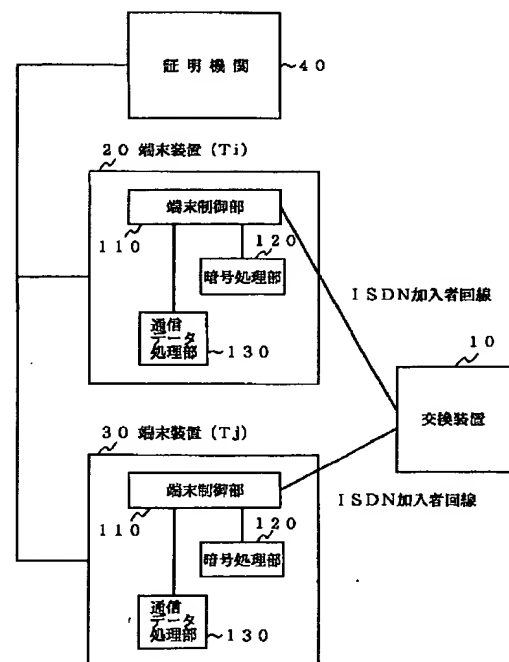 証明機関
40
20 端末装置(Ti)
端末制御部
110
120
暗号処理部
通信
データ
処理部
130
ISDN加入者回線
10
交換装置
30 端末装置(Tj)
端末制御部
110
120
暗号処理部
通信
データ
処理部
130
ISDN加入者回線